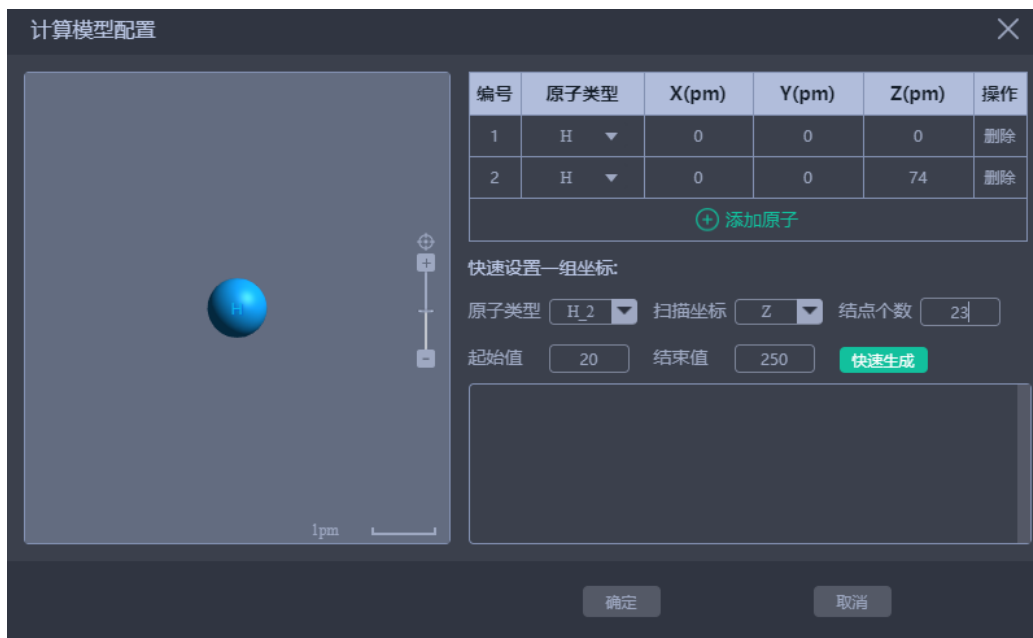 计算模型配置
编号 原子类型 X(pm) Y(pm) Z(pm) 操作
1 H 0 0 0 删除
2 H 0 0 74 删除
添加原子
快速设置一组坐标:
原子类型 H_2 扫描坐标 Z 结点个数 23
起始值 20 结束值 250 快速生成
H
1pm
确定 取消